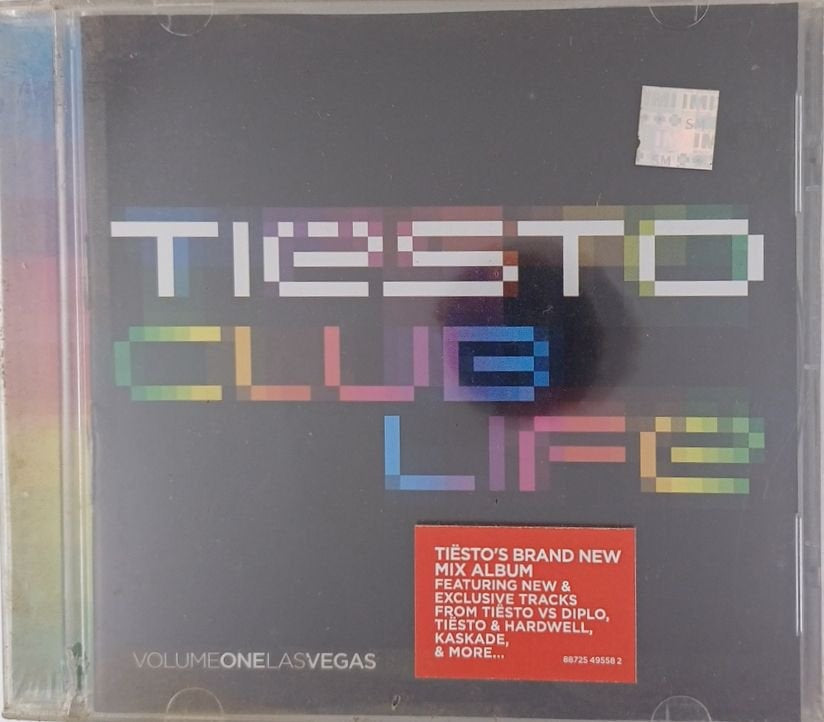 TIËSTO
CLUB
LIFE
TIËSTO'S BRAND NEW
MIX ALBUM
FEATURING NEW &
EXCLUSIVE TRACKS
FROM TIËSTO VS DIPLO,
TIËSTO & HARDWELL,
KASKADE,
& MORE...
88725 49558 2
VOLUMEONELASVEGAS